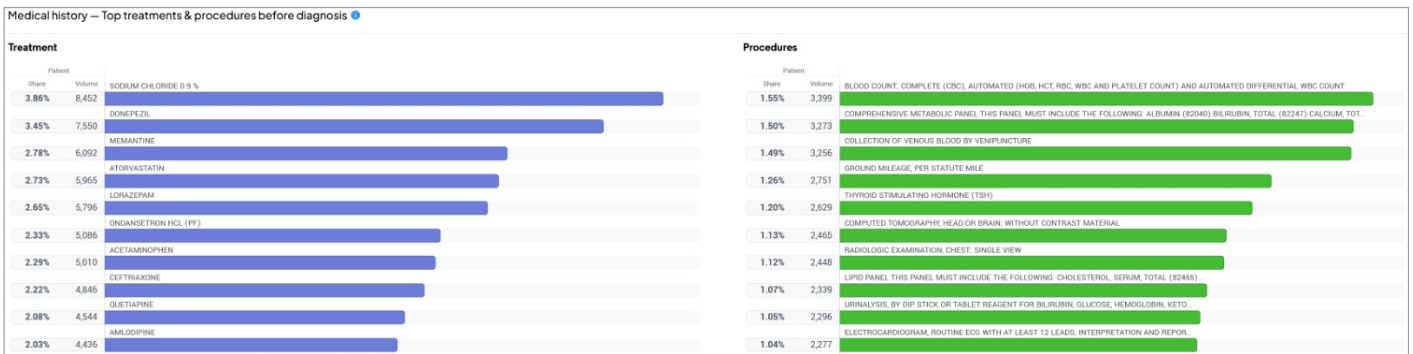 Medical history — Top treatments & procedures before diagnosis
Treatment
Patient
Share Volume
SODIUM CHLORIDE 0.9 %
3.86% 8,452
DONEPEZIL
3.45% 7,550
MEMANTINE
2.78% 6,092
ATORVASTATIN
2.73% 5,965
LORAZEPAM
2.65% 5,796
ONDANSETRON HCL (PF)
2.33% 5,086
ACETAMINOPHEN
2.29% 5,010
CEFTRIAXONE
2.22% 4,846
QUETIAPINE
2.08% 4,544
AMLODIPINE
2.03% 4,436
Procedures
Patient
Share Volume
BLOOD COUNT; COMPLETE (CBC), AUTOMATED (HGB, HCT, RBC, WBC AND PLATELET COUNT) AND AUTOMATED DIFFERENTIAL WBC COUNT
1.55% 3,399
COMPREHENSIVE METABOLIC PANEL THIS PANEL MUST INCLUDE THE FOLLOWING: ALBUMIN (82040) BILIRUBIN, TOTAL (82247) CALCIUM, TOT...
1.50% 3,273
COLLECTION OF VENOUS BLOOD BY VENIPUNCTURE
1.49% 3,256
GROUND MILEAGE, PER STATUTE MILE
1.26% 2,751
THYROID STIMULATING HORMONE (TSH)
1.20% 2,629
COMPUTED TOMOGRAPHY, HEAD OR BRAIN; WITHOUT CONTRAST MATERIAL
1.13% 2,465
RADIOLOGIC EXAMINATION, CHEST; SINGLE VIEW
1.12% 2,448
LIPID PANEL THIS PANEL MUST INCLUDE THE FOLLOWING: CHOLESTEROL, SERUM, TOTAL (82465)...
1.07% 2,339
URINALYSIS, BY DIP STICK OR TABLET REAGENT FOR BILIRUBIN, GLUCOSE, HEMOGLOBIN, KETO...
1.05% 2,296
ELECTROCARDIOGRAM, ROUTINE ECG WITH AT LEAST 12 LEADS; INTERPRETATION AND REPOR...
1.04% 2,277